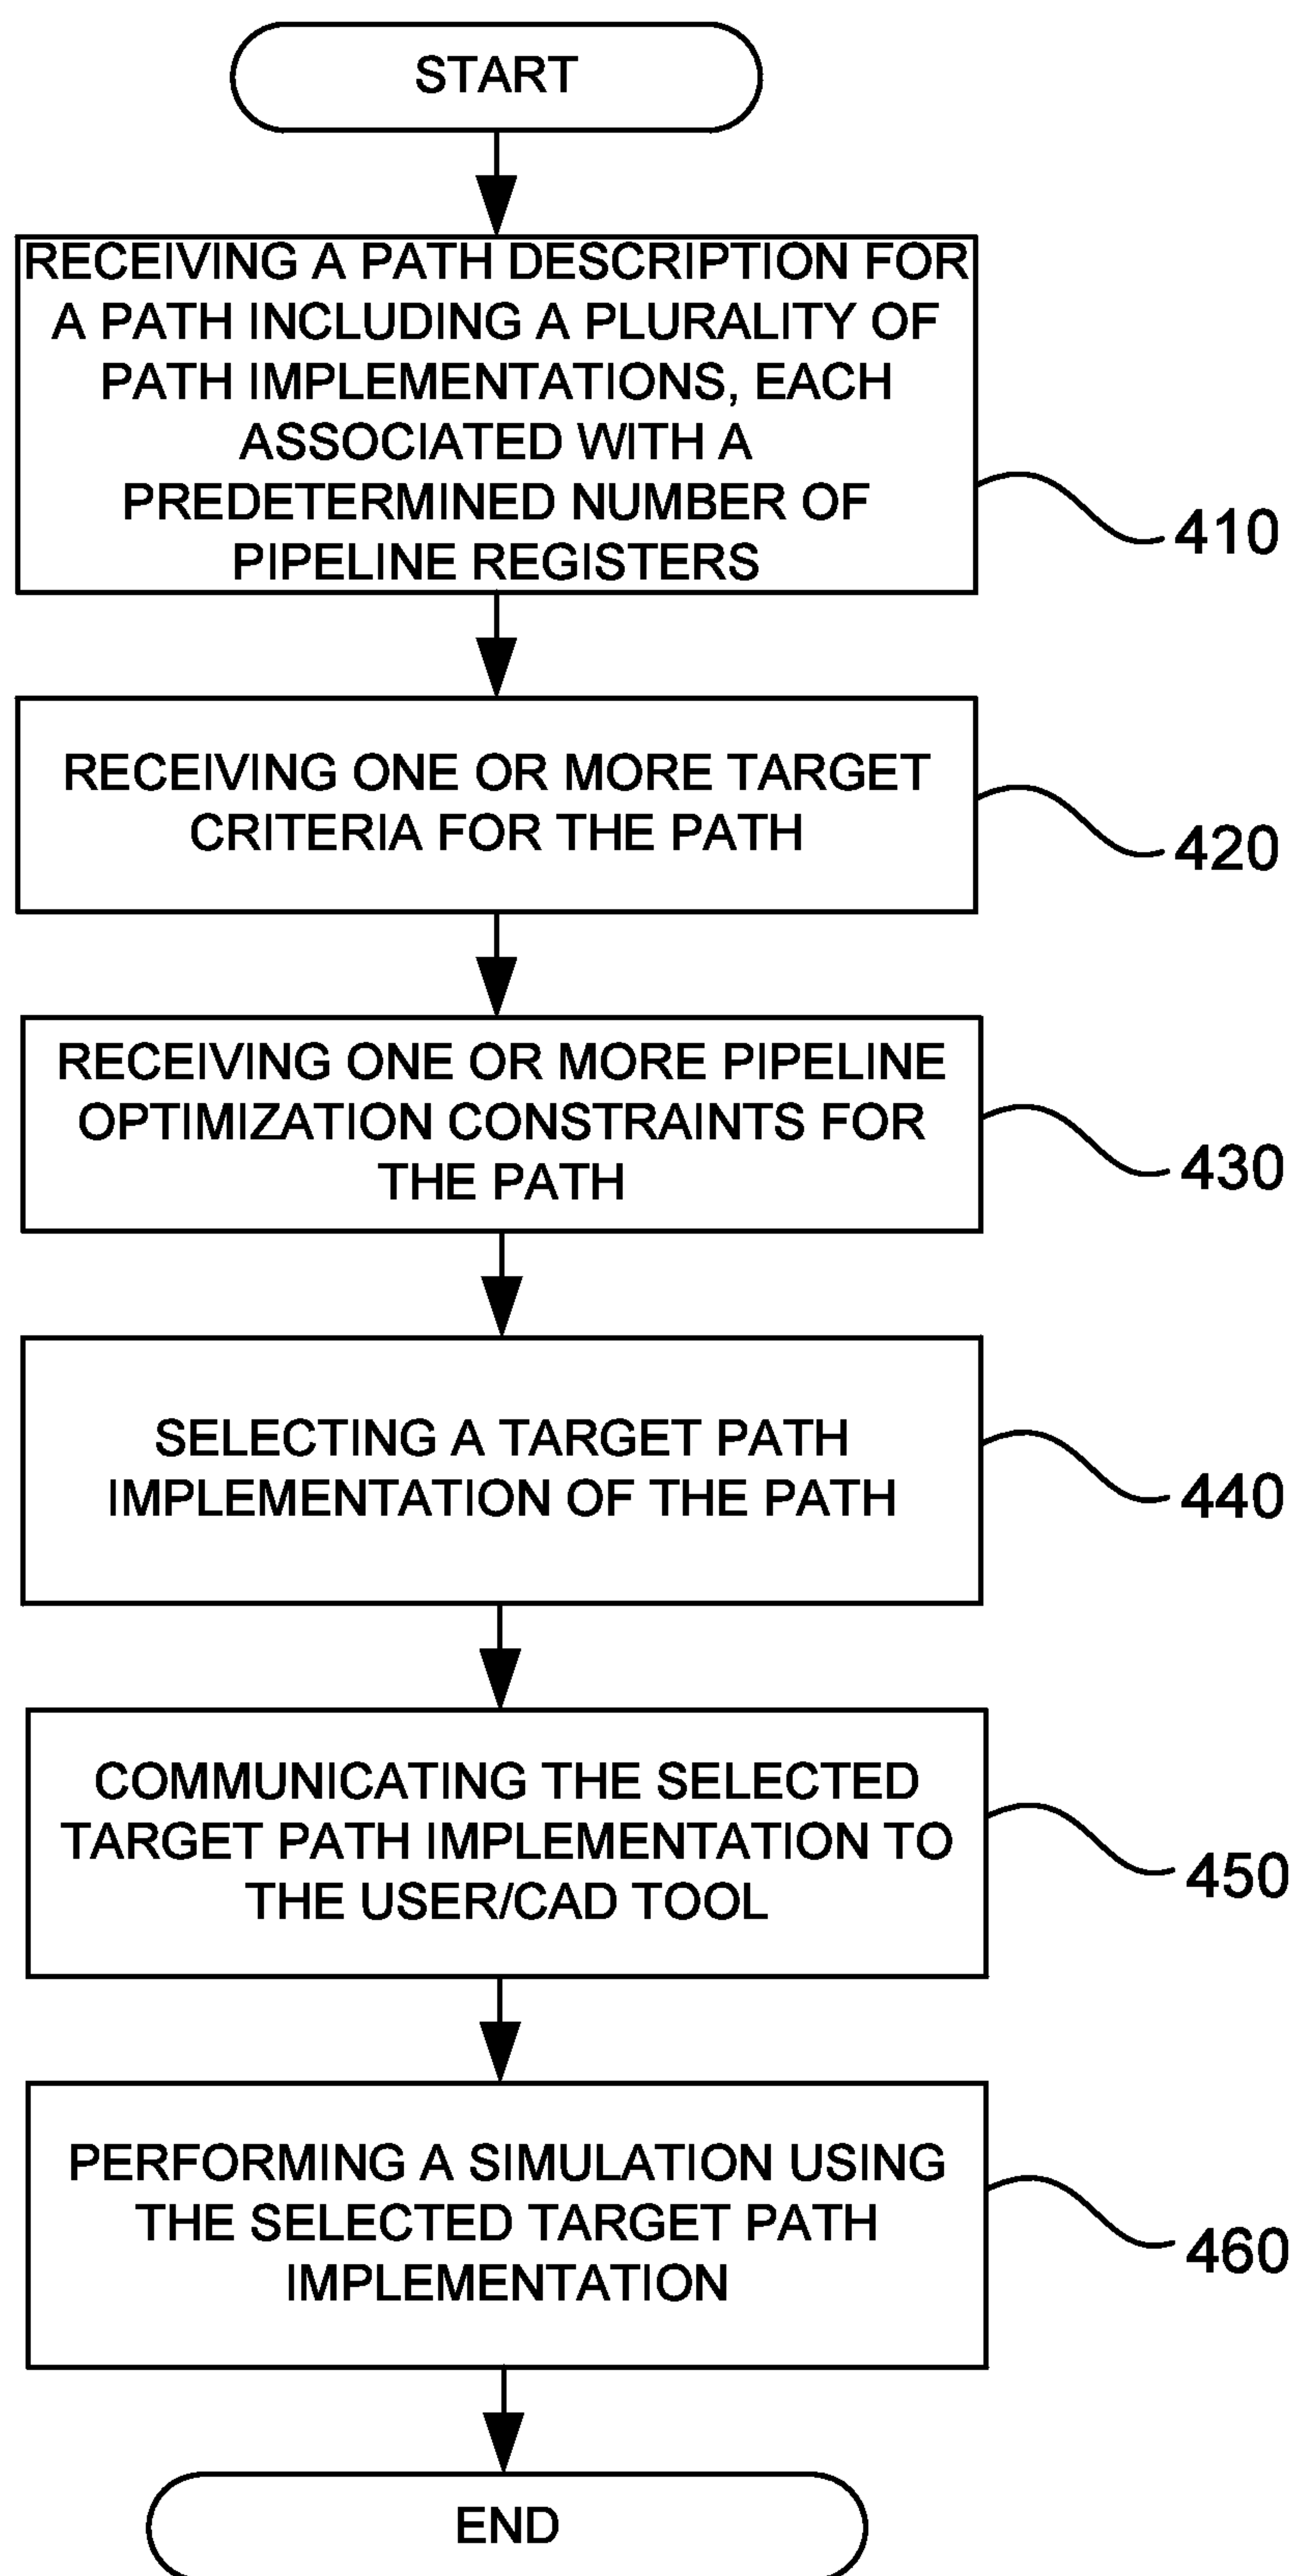 START
RECEIVING A PATH DESCRIPTION FOR
A PATH INCLUDING A PLURALITY OF
PATH IMPLEMENTATIONS, EACH
ASSOCIATED WITH A
PREDETERMINED NUMBER OF
PIPELINE REGISTERS
410
RECEIVING ONE OR MORE TARGET
CRITERIA FOR THE PATH
420
RECEIVING ONE OR MORE PIPELINE
OPTIMIZATION CONSTRAINTS FOR
THE PATH
430
SELECTING A TARGET PATH
IMPLEMENTATION OF THE PATH
440
COMMUNICATING THE SELECTED
TARGET PATH IMPLEMENTATION TO
THE USER/CAD TOOL
450
PERFORMING A SIMULATION USING
THE SELECTED TARGET PATH
IMPLEMENTATION
460
END